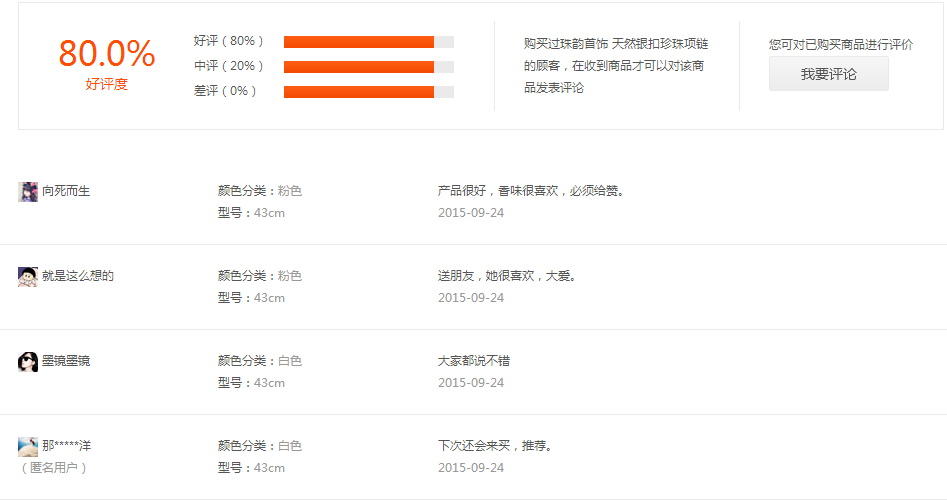 80.0%
好评度
好评（80%）
中评（20%）
差评（0%）
购买过珠韵首饰 天然银扣珍珠项链
的顾客，在收到商品才可以对该商
品发表评论
您可对已购买商品进行评价
我要评论
向死而生
颜色分类：粉色
型号：43cm
产品很好，香味很喜欢，必须给赞。
2015-09-24
就是这么想的
颜色分类：粉色
型号：43cm
送朋友，她很喜欢，大爱。
2015-09-24
墨镜墨镜
颜色分类：白色
型号：43cm
大家都说不错
2015-09-24
那*****洋
（匿名用户）
颜色分类：白色
型号：43cm
下次还会来买，推荐。
2015-09-24